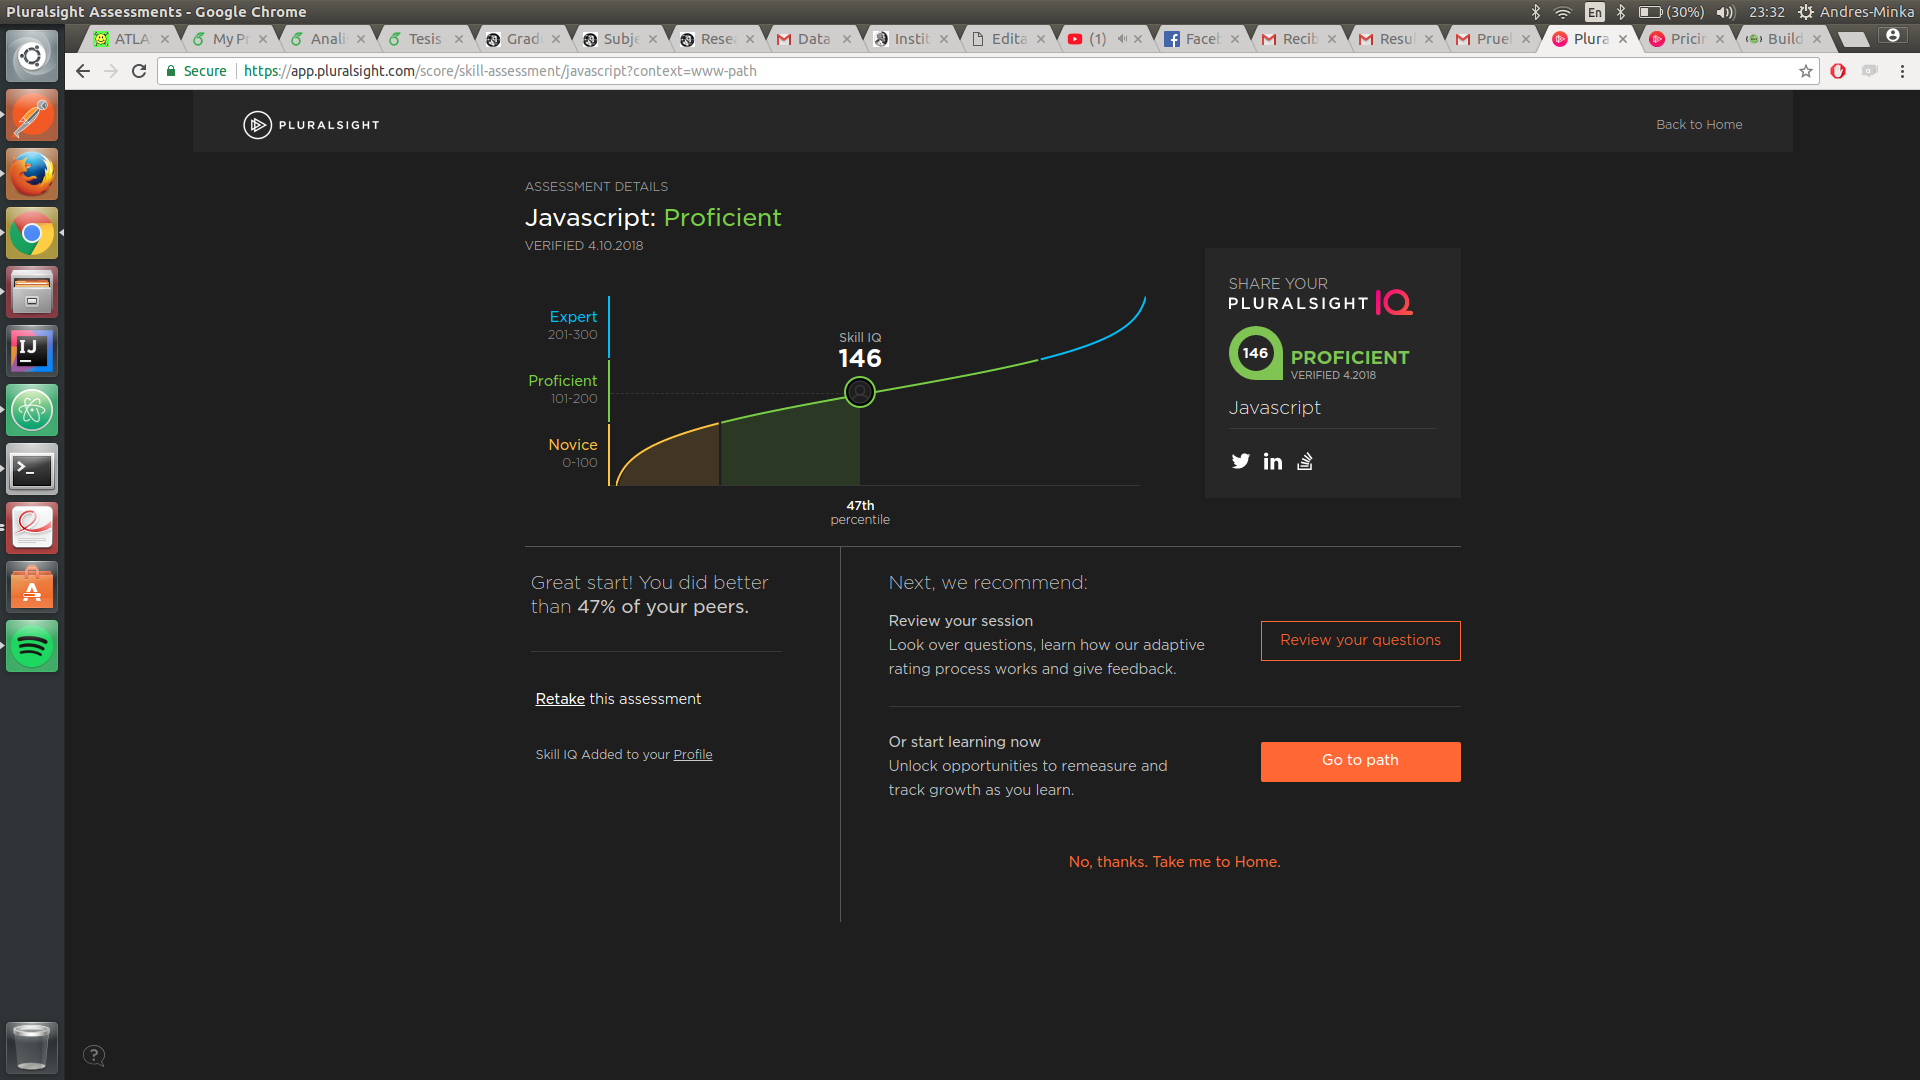 Pluralsight Assessments - Google Chrome
En
(30%)
23:32
Andres-Minka
ATLA
My P
Anali
Tesis
Grad
Subje
Resea
Data
Instit
Edita
(1)
Faceb
Recib
Resul
Pruel
Plura
Pricin
Build
Secure
https://app.pluralsight.com/score/skill-assessment/javascript?context=www-path
PLURALSIGHT
Back to Home
ASSESSMENT DETAILS
Javascript: Proficient
VERIFIED 4.10.2018
Expert
201-300
Proficient
101-200
Novice
0-100
Skill IQ
146
47th
percentile
SHARE YOUR
PLURALSIGHT IQ
146
PROFICIENT
VERIFIED 4.2018
Javascript
Great start! You did better
than 47% of your peers.
Retake this assessment
Skill IQ Added to your Profile
Next, we recommend:
Review your session
Look over questions, learn how our adaptive
rating process works and give feedback.
Review your questions
Or start learning now
Unlock opportunities to remeasure and
track growth as you learn.
Go to path
No, thanks. Take me to Home.
IJ
>_
?